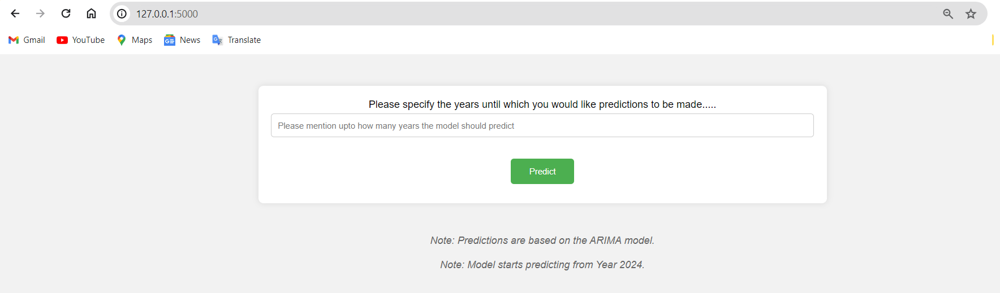 127.0.0.1:5000
Gmail YouTube Maps News Translate
Please specify the years until which you would like predictions to be made.....
Please mention upto how many years the model should predict
Predict
Note: Predictions are based on the ARIMA model.
Note: Model starts predicting from Year 2024.